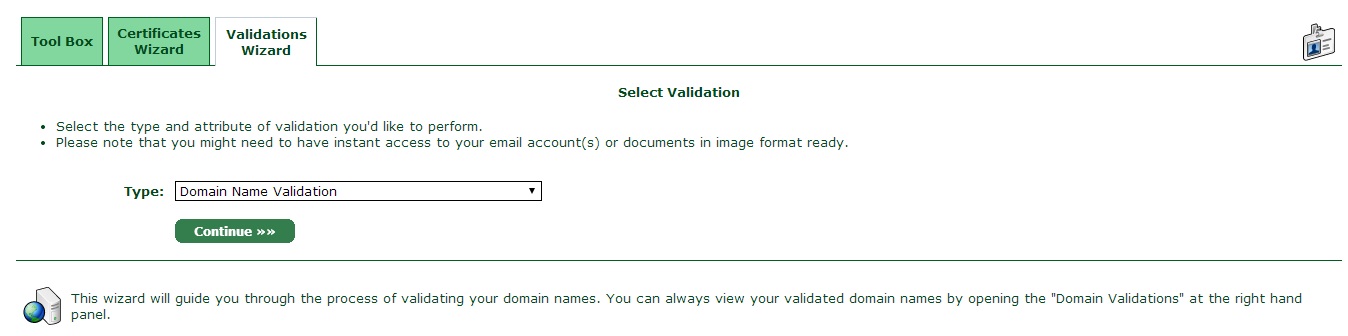 Tool Box
Certificates
Wizard
Validations
Wizard
Select Validation
Select the type and attribute of validation you'd like to perform.
Please note that you might need to have instant access to your email account(s) or documents in image format ready.
Type: Domain Name Validation
Continue »»
This wizard will guide you through the process of validating your domain names. You can always view your validated domain names by opening the "Domain Validations" at the right hand
panel.